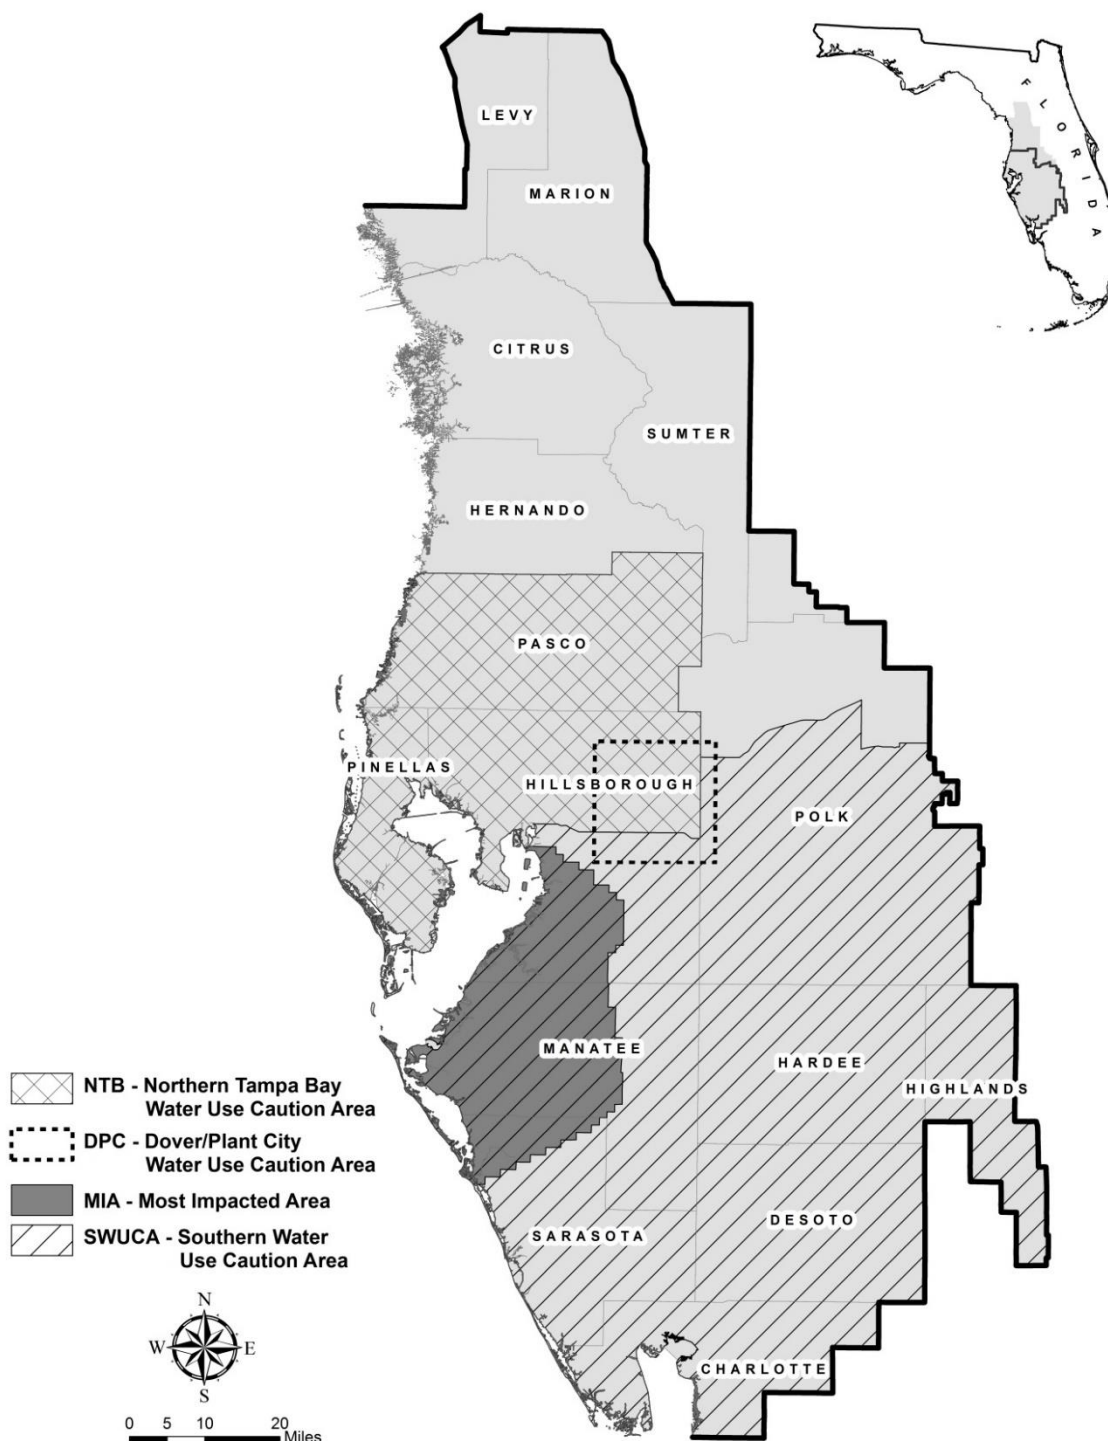 FLORIDA
LEVY
MARION
CITRUS
SUMTER
HERNANDO
PASCO
PINELLAS
HILLSBOROUGH
POLK
MANATEE
HARDEE
HIGHLANDS
SARASOTA
DESOTO
CHARLOTTE
NTB - Northern Tampa Bay
Water Use Caution Area
DPC - Dover/Plant City
Water Use Caution Area
MIA - Most Impacted Area
SWUCA - Southern Water
Use Caution Area
N
W E
S
0 5 10 20
Miles